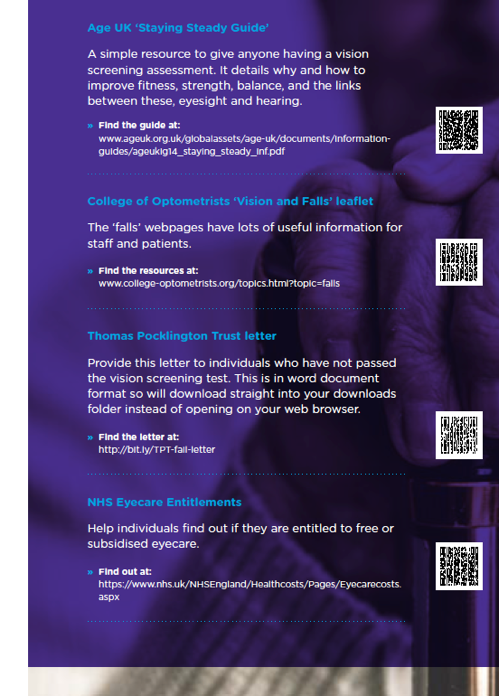 Age UK ‘Staying Steady Guide’
A simple resource to give anyone having a vision
screening assessment. It details why and how to
improve fitness, strength, balance, and the links
between these, eyesight and hearing.
» Find the guide at:
www.ageuk.org.uk/globalassets/age-uk/documents/information-
guides/ageukig14_staying_steady_inf.pdf
College of Optometrists ‘Vision and Falls’ leaflet
The ‘falls’ webpages have lots of useful information for
staff and patients.
» Find the resources at:
www.college-optometrists.org/topics.html?topic=falls
Thomas Pocklington Trust letter
Provide this letter to individuals who have not passed
the vision screening test. This is in word document
format so will download straight into your downloads
folder instead of opening on your web browser.
» Find the letter at:
http://bit.ly/TPT-fail-letter
NHS Eyecare Entitlements
Help individuals find out if they are entitled to free or
subsidised eyecare.
» Find out at:
https://www.nhs.uk/NHSEngland/Healthcosts/Pages/Eyecarecosts.
aspx